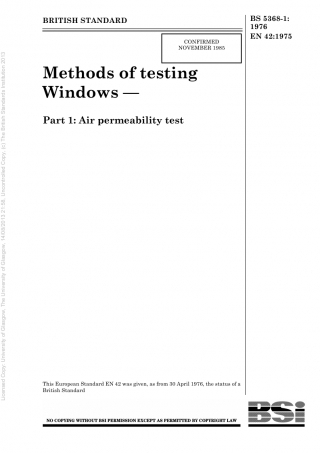 BRITISH STANDARD
BS 5368-1:
1976
EN 42:1975
CONFIRMED
NOVEMBER 1985
Methods of testing
Windows —
Part 1: Air permeability test
Licensed Copy: University of Glasgow, The University of Glasgow, 14/03/2013 21:58, Uncontrolled Copy, (c) The British Standards Institution 2013
This European Standard EN 42 was given, as from 30 April 1976, the status of a
British Standard
NO COPYING WITHOUT BSI PERMISSION EXCEPT AS PERMITTED BY COPYRIGHT LAW
BSi